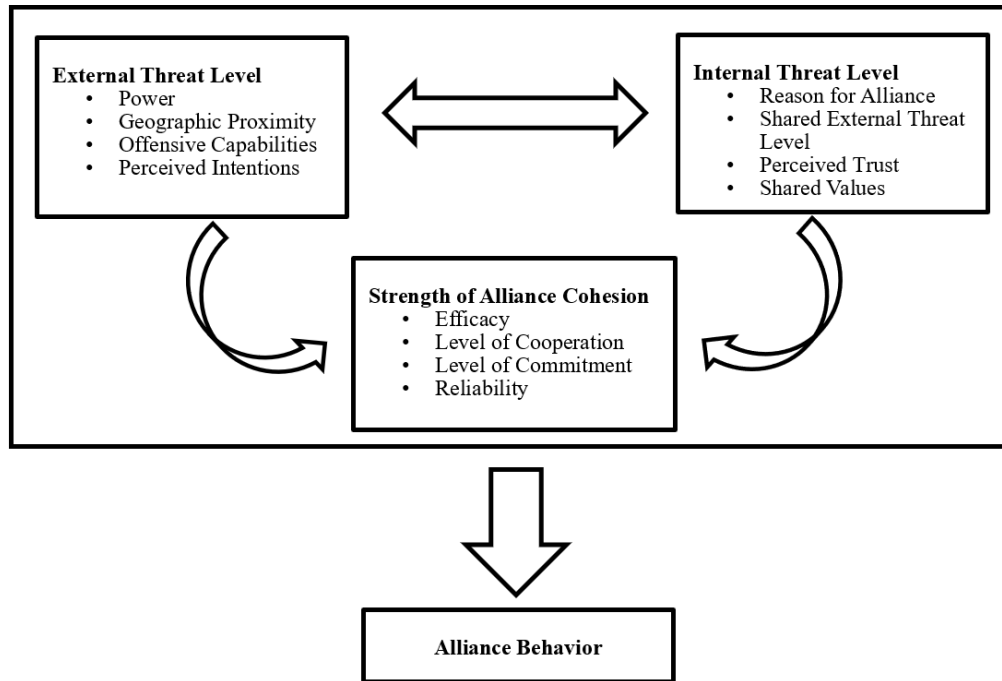 External Threat Level
• Power
• Geographic Proximity
• Offensive Capabilities
• Perceived Intentions
Internal Threat Level
• Reason for Alliance
• Shared External Threat
Level
• Perceived Trust
• Shared Values
Strength of Alliance Cohesion
• Efficacy
• Level of Cooperation
• Level of Commitment
• Reliability
Alliance Behavior